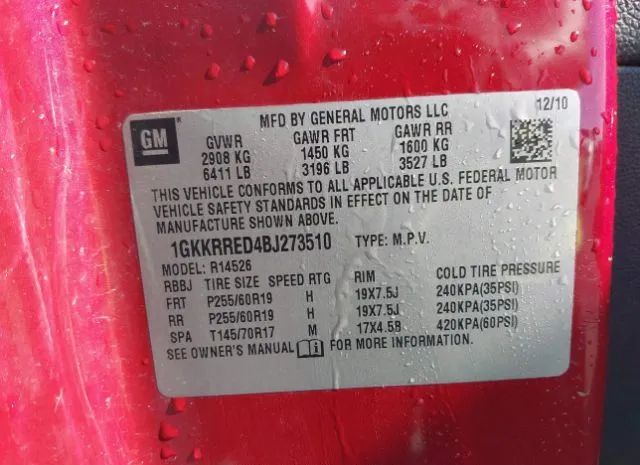 GM
MFD BY GENERAL MOTORS LLC 12/10
GVWR GAWR FRT GAWR RR
2908 KG 1450 KG 1600 KG
6411 LB 3196 LB 3527 LB
THIS VEHICLE CONFORMS TO ALL APPLICABLE U.S. FEDERAL MOTOR
VEHICLE SAFETY STANDARDS IN EFFECT ON THE DATE OF
MANUFACTURE SHOWN ABOVE.
1GKKRRED4BJ273510 TYPE: M.P.V.
MODEL: R14526
RBBJ TIRE SIZE SPEED RTG RIM COLD TIRE PRESSURE
FRT P255/60R19 H 19X7.5J 240KPA(35PSI)
RR P255/60R19 H 19X7.5J 240KPA(35PSI)
SPA T145/70R17 M 17X4.5B 420KPA(60PSI)
SEE OWNER'S MANUAL FOR MORE INFORMATION.